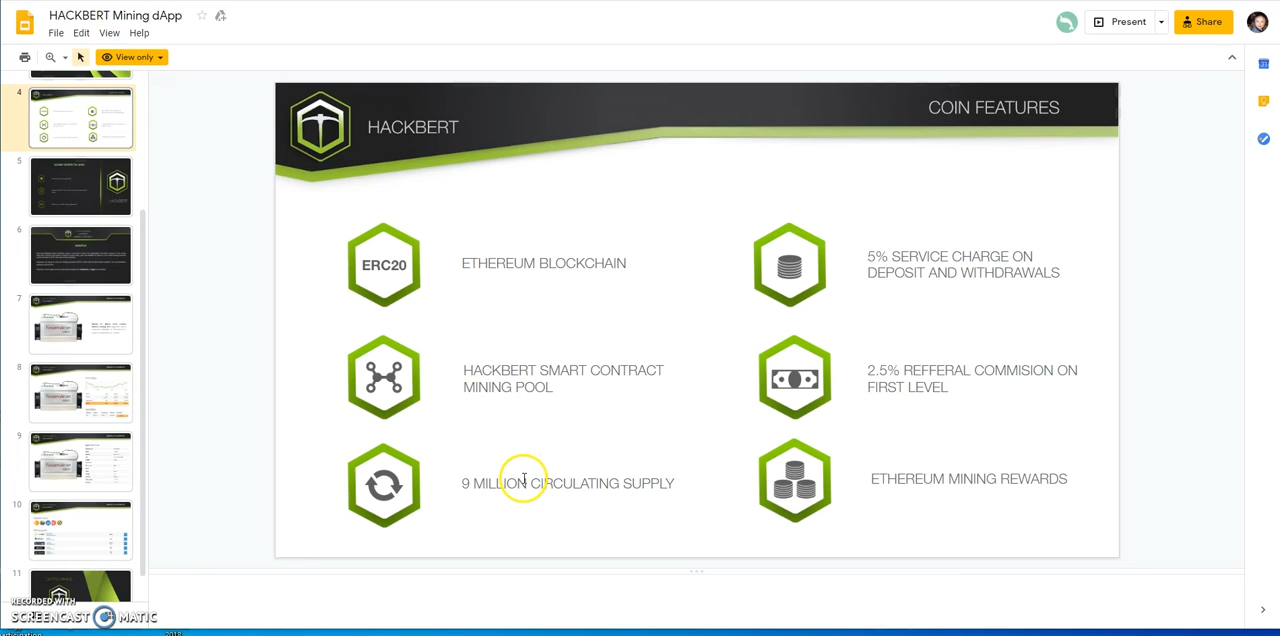 HACKBERT Mining dApp
File Edit View Help
Present
Share
View only
4
5
6
7
8
9
10
11
HACKBERT
COIN FEATURES
ERC20
ETHEREUM BLOCKCHAIN
5% SERVICE CHARGE ON
DEPOSIT AND WITHDRAWALS
HACKBERT SMART CONTRACT
MINING POOL
2.5% REFFERAL COMMISION ON
FIRST LEVEL
9 MILLION CIRCULATING SUPPLY
ETHEREUM MINING REWARDS
RECORDED WITH
SCREENCAST MATIC
2018